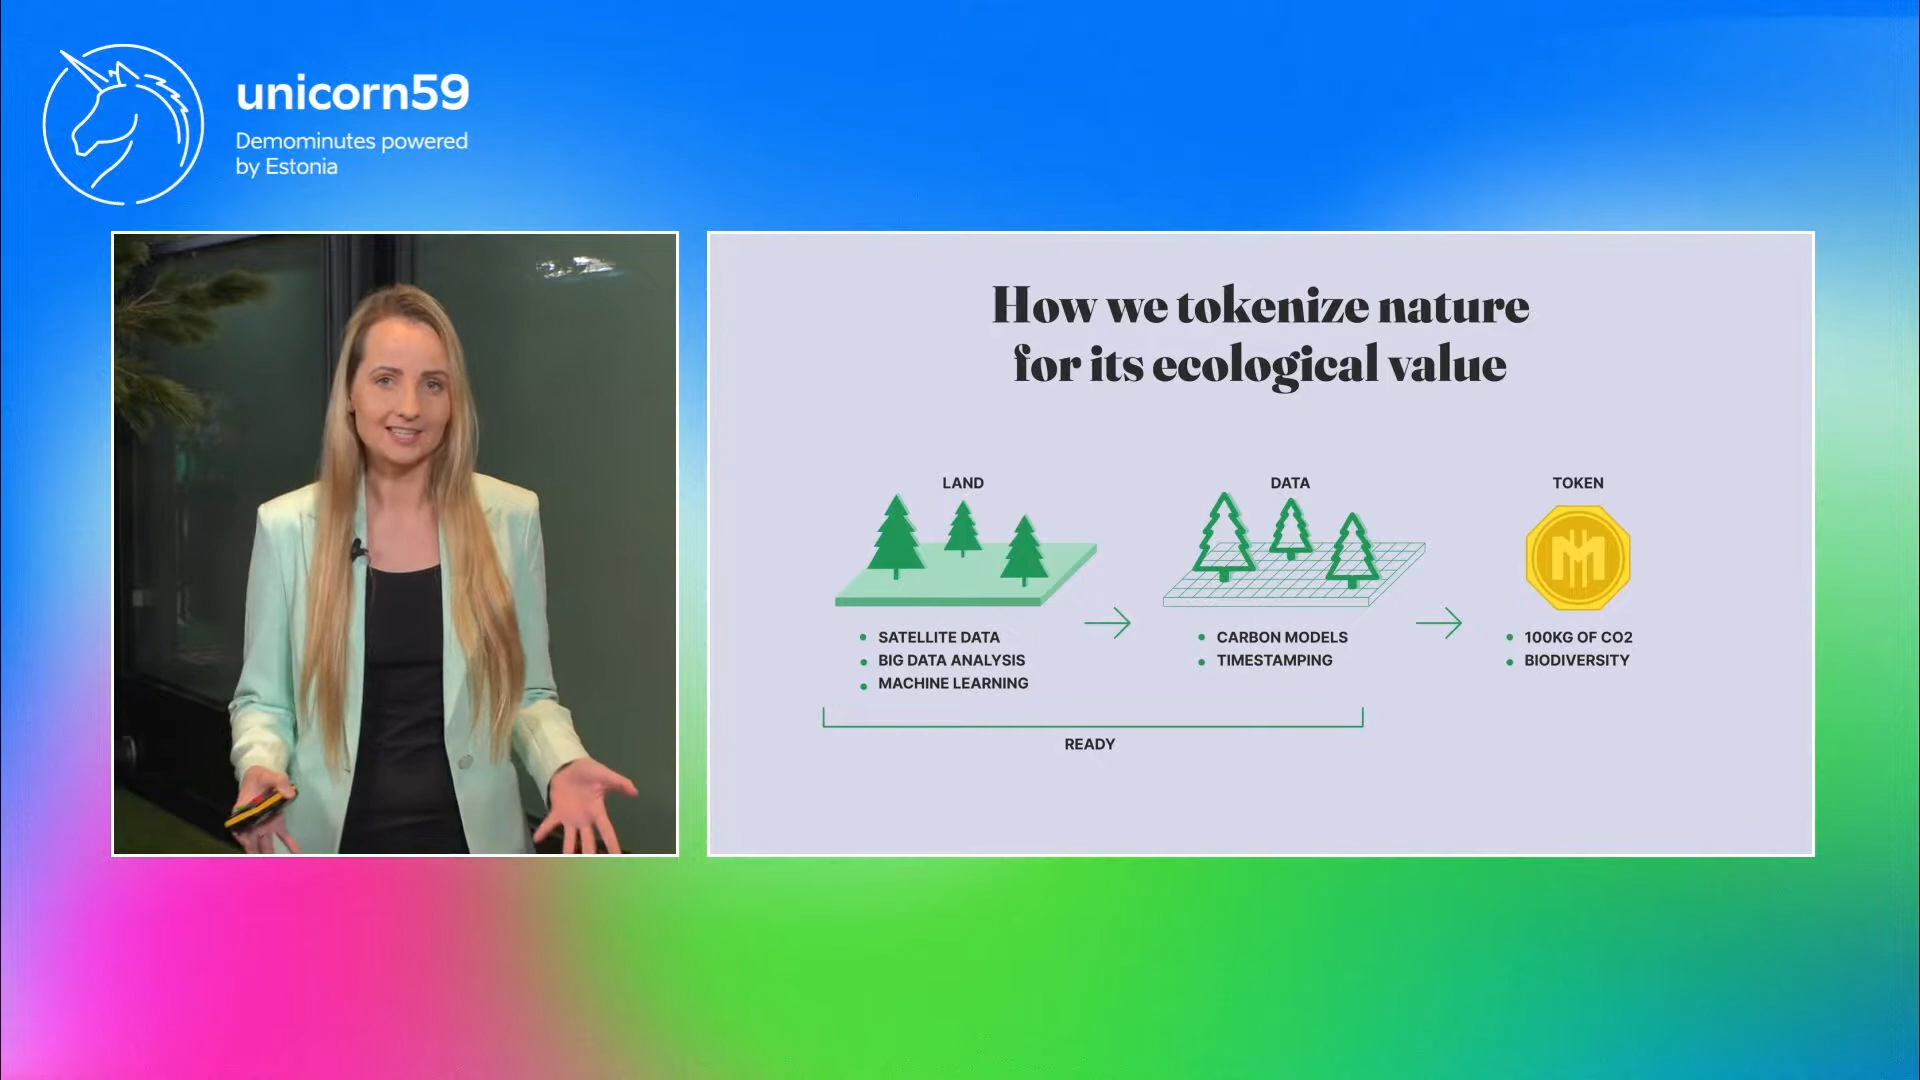 unicorn59
Demominutes powered
by Estonia
How we tokenize nature
for its ecological value
LAND
SATELLITE DATA
BIG DATA ANALYSIS
MACHINE LEARNING
DATA
CARBON MODELS
TIMESTAMPING
TOKEN
M
100KG OF CO2
BIODIVERSITY
READY